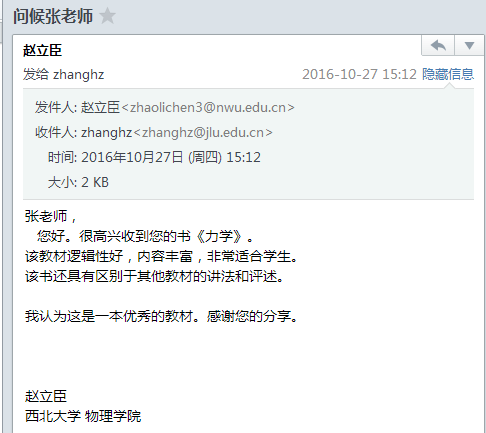 问候张老师
赵立臣
发给 zhanghz 2016-10-27 15:12 隐藏信息
发件人: 赵立臣<zhaolichen3@nwu.edu.cn>
收件人: zhanghz<zhanghz@jlu.edu.cn>
时间: 2016年10月27日 (周四) 15:12
大小: 2 KB
张老师，
您好。很高兴收到您的书《力学》。
该教材逻辑性好，内容丰富，非常适合学生。
该书还具有区别于其他教材的讲法和评述。
我认为这是一本优秀的教材。感谢您的分享。
赵立臣
西北大学 物理学院